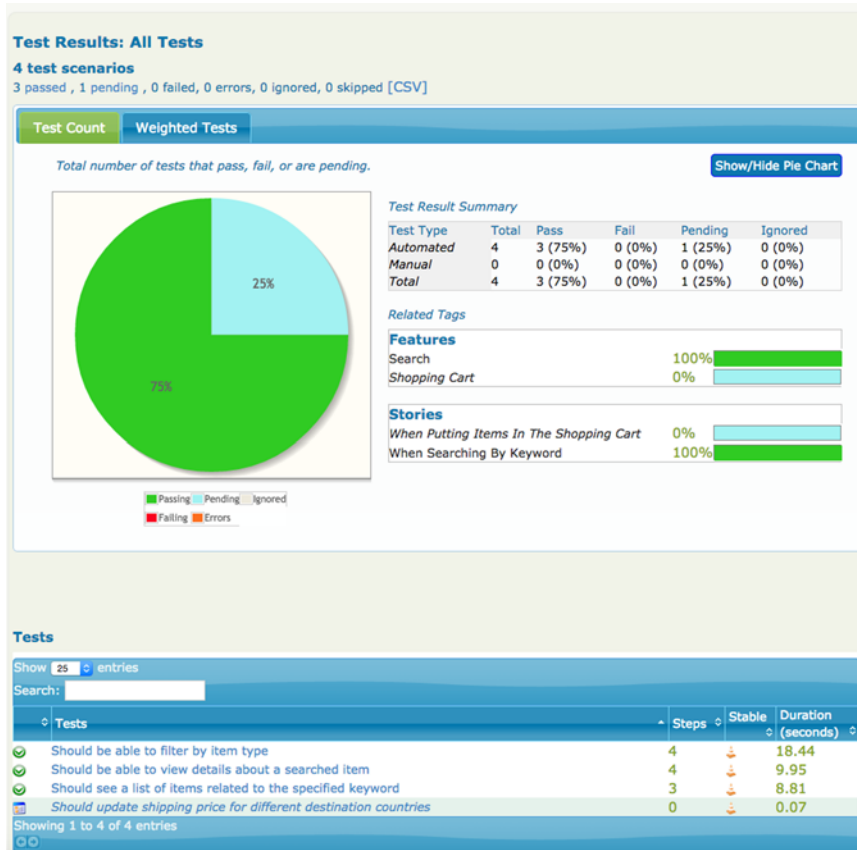 Test Results: All Tests
4 test scenarios
3 passed , 1 pending , 0 failed, 0 errors, 0 ignored, 0 skipped [CSV]
Test Count Weighted Tests
Total number of tests that pass, fail, or are pending.
Show/Hide Pie Chart
25%
75%
Passing Pending Ignored
Failing Errors
Test Result Summary
Test Type Total Pass Fail Pending Ignored
Automated 4 3 (75%) 0 (0%) 1 (25%) 0 (0%)
Manual 0 0 (0%) 0 (0%) 0 (0%) 0 (0%)
Total 4 3 (75%) 0 (0%) 1 (25%) 0 (0%)
Related Tags
Features
Search 100%
Shopping Cart 0%
Stories
When Putting Items In The Shopping Cart 0%
When Searching By Keyword 100%
Tests
Show 25 entries
Search:
Tests Steps Stable Duration (seconds)
Should be able to filter by item type 4 18.44
Should be able to view details about a searched item 4 9.95
Should see a list of items related to the specified keyword 3 8.81
Should update shipping price for different destination countries 0 0.07
Showing 1 to 4 of 4 entries